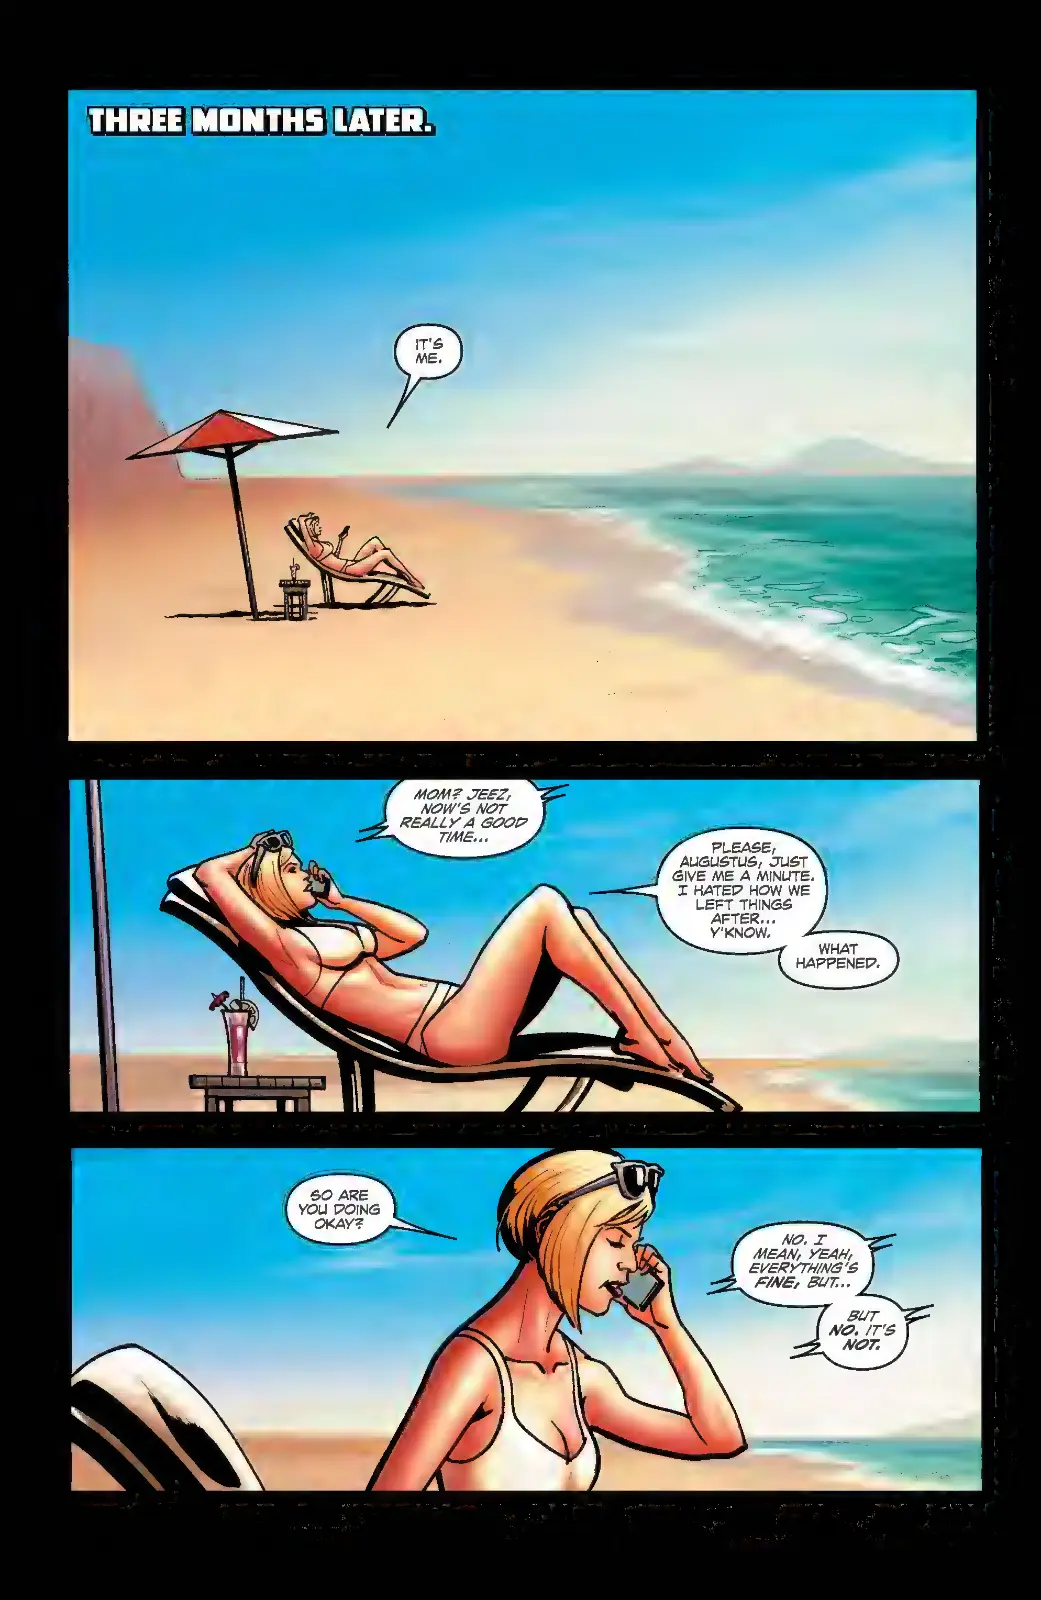 THREE MONTHS LATER.
IT'S
ME.
MOM? JEEZ,
NOW'S NOT
REALLY A GOOD
TIME...
PLEASE,
AUGUSTUS, JUST
GIVE ME A MINUTE.
I HATED HOW WE
LEFT THINGS
AFTER...
Y'KNOW.
WHAT
HAPPENED.
SO ARE
YOU DOING
OKAY?
NO. I
MEAN, YEAH,
EVERYTHING'S
FINE, BUT...
BUT
NO. IT'S
NOT.